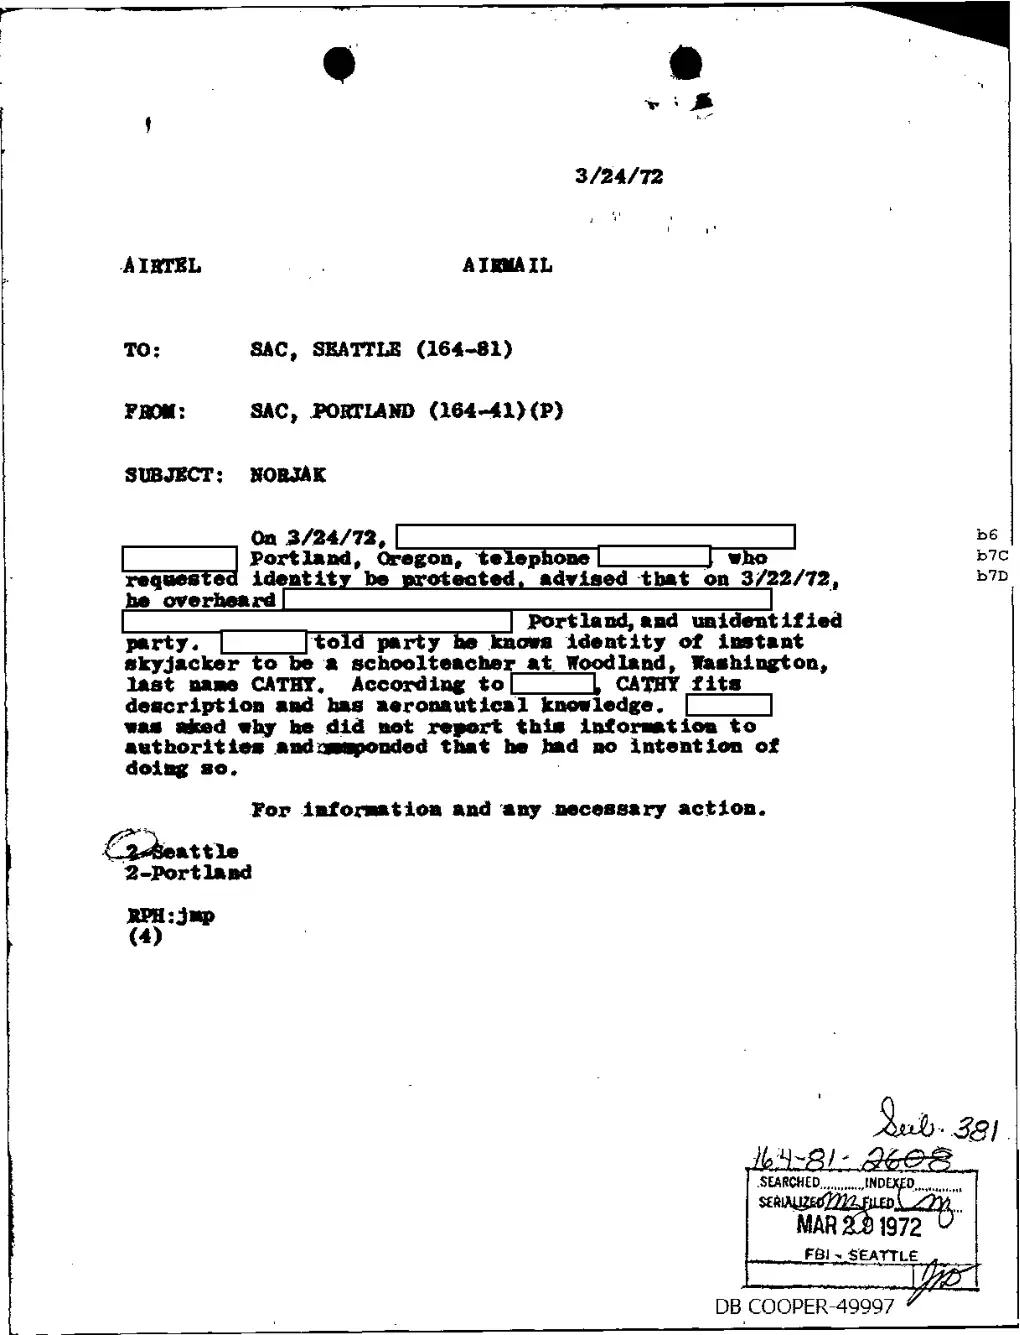 3/24/72
AIRTEL AIRMAIL
TO: SAC, SEATTLE (164-81)
FROM: SAC, PORTLAND (164-41)(P)
SUBJECT: NORJAK
On 3/24/72,
Portland, Oregon, telephone , who
requested identity be protected, advised that on 3/22/72,
he overheard
Portland, and unidentified
party. told party he knows identity of instant
skyjacker to be a schoolteacher at Woodland, Washington,
last name CATHY. According to , CATHY fits
description and has aeronautical knowledge.
was asked why he did not report this information to
authorities and responded that he had no intention of
doing so.
For information and any necessary action.
2-Seattle
2-Portland
RPH:jmp
(4)
b6
b7C
b7D
Sub. 381
164-81-2608
SEARCHED............INDEXED............
SERIALIZED FILED
MAR 29 1972
FBI - SEATTLE
DB COOPER-49997